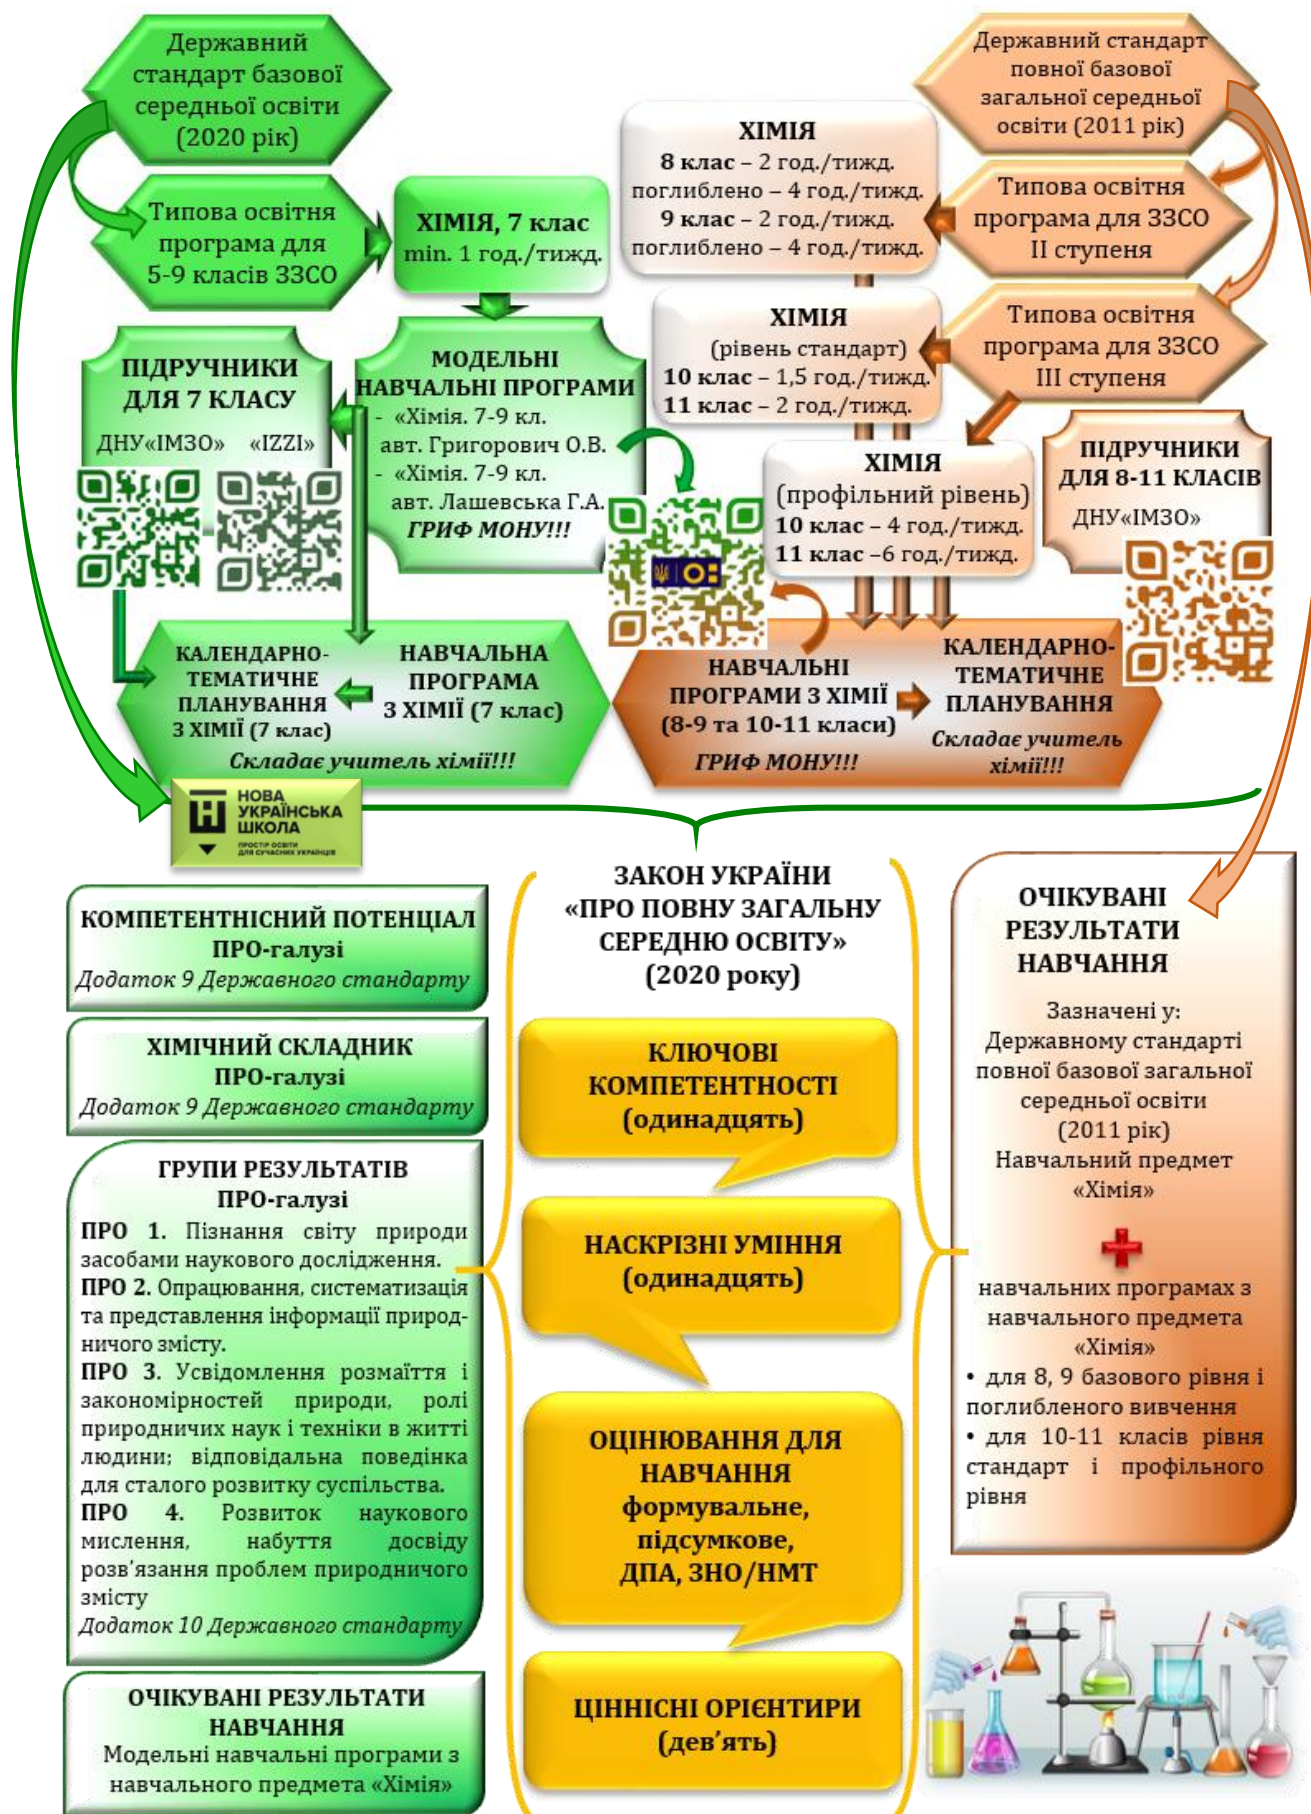 Державний
стандарт базової
середньої освіти
(2020 рік)
Типова освітня
програма для
5-9 класів ЗЗСО
ХІМІЯ, 7 клас
min. 1 год./тижд.
ПІДРУЧНИКИ
ДЛЯ 7 КЛАСУ
ДНУ«ІМЗО» «IZZI»
МОДЕЛЬНІ
НАВЧАЛЬНІ ПРОГРАМИ
- «Хімія. 7-9 кл.
авт. Григорович О.В.
- «Хімія. 7-9 кл.
авт. Лашевська Г.А.
ГРИФ МОНУ!!!
КАЛЕНДАРНО-
ТЕМАТИЧНЕ
ПЛАНУВАННЯ
З ХІМІЇ (7 клас)
НАВЧАЛЬНА
ПРОГРАМА
З ХІМІЇ (7 клас)
Складає учитель хімії!!!
Державний стандарт
повної базової
загальної середньої
освіти (2011 рік)
Типова освітня
програма для ЗЗСО
ІІ ступеня
Типова освітня
програма для ЗЗСО
ІІІ ступеня
ХІМІЯ
8 клас – 2 год./тижд.
поглиблено – 4 год./тижд.
9 клас – 2 год./тижд.
поглиблено – 4 год./тижд.
ХІМІЯ
(рівень стандарт)
10 клас – 1,5 год./тижд.
11 клас – 2 год./тижд.
ХІМІЯ
(профільний рівень)
10 клас – 4 год./тижд.
11 клас –6 год./тижд.
ПІДРУЧНИКИ
ДЛЯ 8-11 КЛАСІВ
ДНУ«ІМЗО»
НАВЧАЛЬНІ
ПРОГРАМИ З ХІМІЇ
(8-9 та 10-11 класи)
ГРИФ МОНУ!!!
КАЛЕНДАРНО-
ТЕМАТИЧНЕ
ПЛАНУВАННЯ
Складає учитель
хімії!!!
НОВА
УКРАЇНСЬКА
ШКОЛА
ПРОСТІР ОСВІТИ
ДЛЯ СУЧАСНИХ УКРАЇНЦІВ
КОМПЕТЕНТНІСНИЙ ПОТЕНЦІАЛ
ПРО-галузі
Додаток 9 Державного стандарту
ХІМІЧНИЙ СКЛАДНИК
ПРО-галузі
Додаток 9 Державного стандарту
ГРУПИ РЕЗУЛЬТАТІВ
ПРО-галузі
ПРО 1. Пізнання світу природи
засобами наукового дослідження.
ПРО 2. Опрацювання, систематизація
та представлення інформації природ-
ничого змісту.
ПРО 3. Усвідомлення розмаїття і
закономірностей природи, ролі
природничих наук і техніки в житті
людини; відповідальна поведінка
для сталого розвитку суспільства.
ПРО 4. Розвиток наукового
мислення, набуття досвіду
розв'язання проблем природничого
змісту
Додаток 10 Державного стандарту
ОЧІКУВАНІ РЕЗУЛЬТАТИ
НАВЧАННЯ
Модельні навчальні програми з
навчального предмета «Хімія»
ЗАКОН УКРАЇНИ
«ПРО ПОВНУ ЗАГАЛЬНУ
СЕРЕДНЮ ОСВІТУ»
(2020 року)
КЛЮЧОВІ
КОМПЕТЕНТНОСТІ
(одинадцять)
НАСКРІЗНІ УМІННЯ
(одинадцять)
ОЦІНЮВАННЯ ДЛЯ
НАВЧАННЯ
формувальне,
підсумкове,
ДПА, ЗНО/НМТ
ЦІННІСНІ ОРІЄНТИРИ
(дев'ять)
ОЧІКУВАНІ
РЕЗУЛЬТАТИ
НАВЧАННЯ
Зазначені у:
Державному стандарті
повної базової загальної
середньої освіти
(2011 рік)
Навчальний предмет
«Хімія»
навчальних програмах з
навчального предмета
«Хімія»
• для 8, 9 базового рівня і
поглибленого вивчення
• для 10-11 класів рівня
стандарт і профільного
рівня